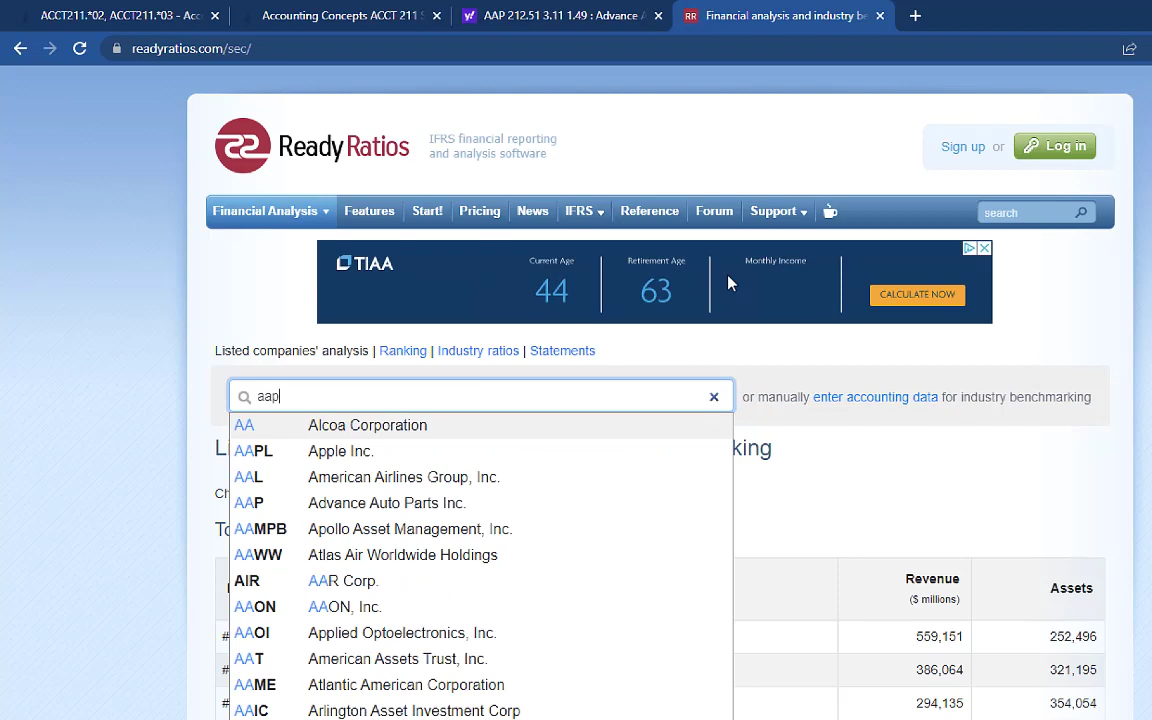 ACCT211.*02, ACCT211.*03 - Acc
Accounting Concepts ACCT 211 S
AAP 212.51 3.11 1.49 : Advance A
RR Financial analysis and industry be
readyratios.com/sec/
ReadyRatios
IFRS financial reporting
and analysis software
Sign up or Log in
Financial Analysis Features Start! Pricing News IFRS Reference Forum Support search
TIAA
Current Age Retirement Age Monthly Income
44 63
CALCULATE NOW
Listed companies' analysis | Ranking | Industry ratios | Statements
aap
or manually enter accounting data for industry benchmarking
AA Alcoa Corporation
AAPL Apple Inc.
AAL American Airlines Group, Inc.
AAP Advance Auto Parts Inc.
AAMPB Apollo Asset Management, Inc.
AAWW Atlas Air Worldwide Holdings
AIR AAR Corp.
AAON AAON, Inc.
AAOI Applied Optoelectronics, Inc.
AAT American Assets Trust, Inc.
AAME Atlantic American Corporation
AAIC Arlington Asset Investment Corp
king
Revenue
($ millions)
Assets
559,151 252,496
386,064 321,195
294,135 354,054